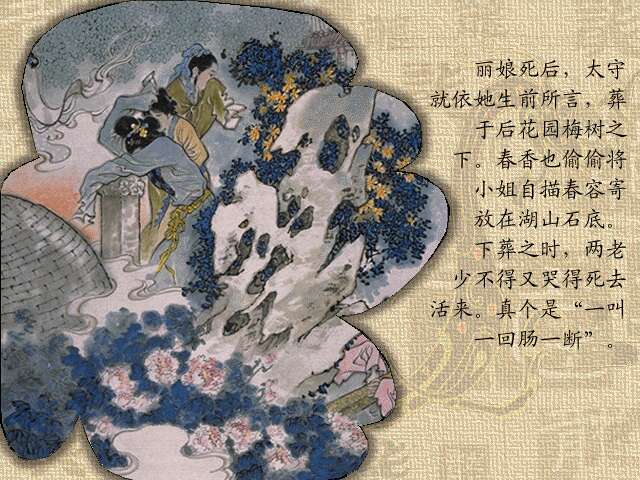 丽娘死后，太守
就依她生前所言，葬
于后花园梅树之
下。春香也偷偷将
小姐自描春容寄
放在湖山石底。
下葬之时，两老
少不得又哭得死去
活来。真个是“一叫
一回肠一断”。